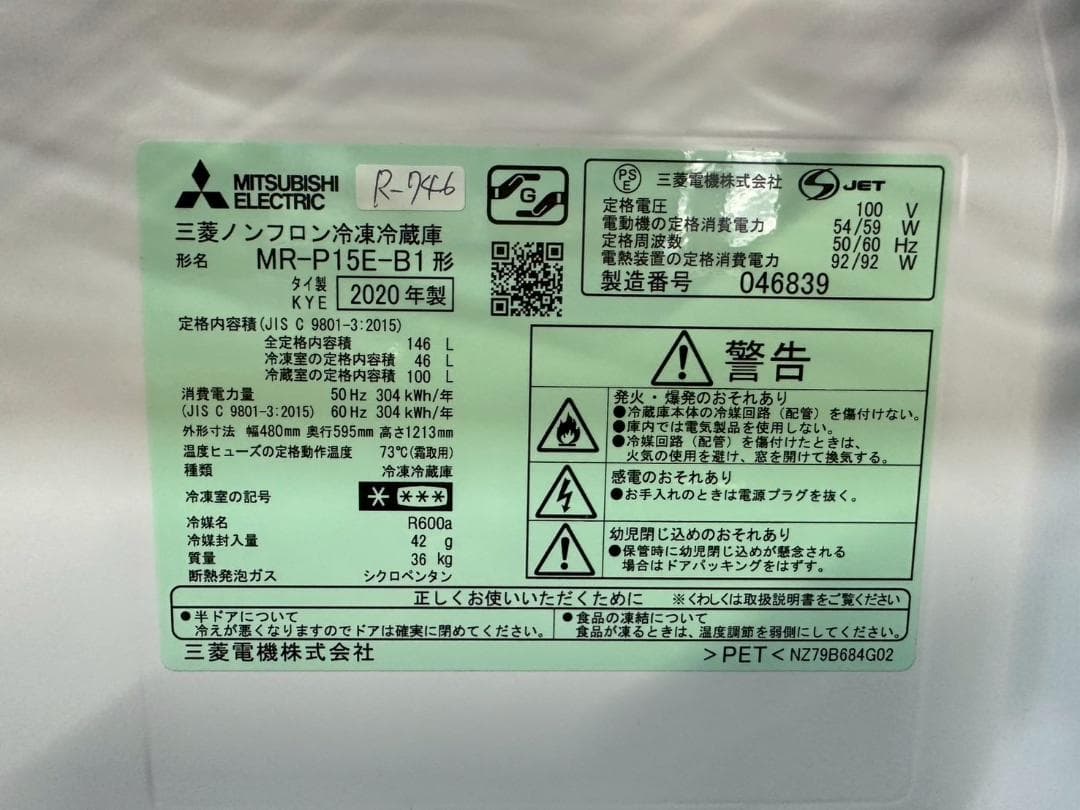 MITSUBISHI
ELECTRIC
R-746
G
三菱ノンフロン冷凍冷蔵庫
形名 MR-P15E-B1形
タイ製
KYE 2020年製
定格内容積(JIS C 9801-3:2015)
全定格内容積 146 L
冷凍室の定格内容積 46 L
冷蔵室の定格内容積 100 L
消費電力量 50Hz 304kWh/年
(JIS C 9801-3:2015) 60Hz 304kWh/年
外形寸法 幅480mm 奥行595mm 高さ1213mm
温度ヒューズの定格動作温度 73℃(霜取用)
種類 冷凍冷蔵庫
冷凍室の記号 * ***
冷媒名 R600a
冷媒封入量 42 g
質量 36 kg
断熱発泡ガス シクロペンタン
PSE 三菱電機株式会社 JET
定格電圧 100 V
電動機の定格消費電力 54/59 W
定格周波数 50/60 Hz
電熱装置の定格消費電力 92/92 W
製造番号 046839
警告
発火・爆発のおそれあり
●冷蔵庫本体の冷媒回路(配管)を傷付けない。
●庫内では電気製品を使用しない。
●冷媒回路(配管)を傷付けたときは、
火気の使用を避け、窓を開けて換気する。
感電のおそれあり
●お手入れのときは電源プラグを抜く。
幼児閉じ込めのおそれあり
●保管時に幼児閉じ込めが懸念される
場合はドアパッキングをはずす。
正しくお使いいただくために ※くわしくは取扱説明書をご覧ください
●半ドアについて
冷えが悪くなりますのでドアは確実に閉めてください。
●食品の凍結について
食品が凍るときは、温度調節を弱側にしてください。
三菱電機株式会社
>PET< NZ79B684G02